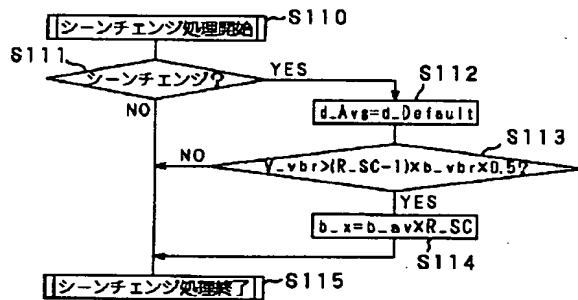 シーンチェンジ処理開始
S110
S111
シーンチェンジ?
YES
NO
S112
d_Avg=d_Default
S113
V_vbr>(R_SC-1)×b_vbr×0.5?
NO
YES
b_x=b_av×R_SC
S114
シーンチェンジ処理終了
S115